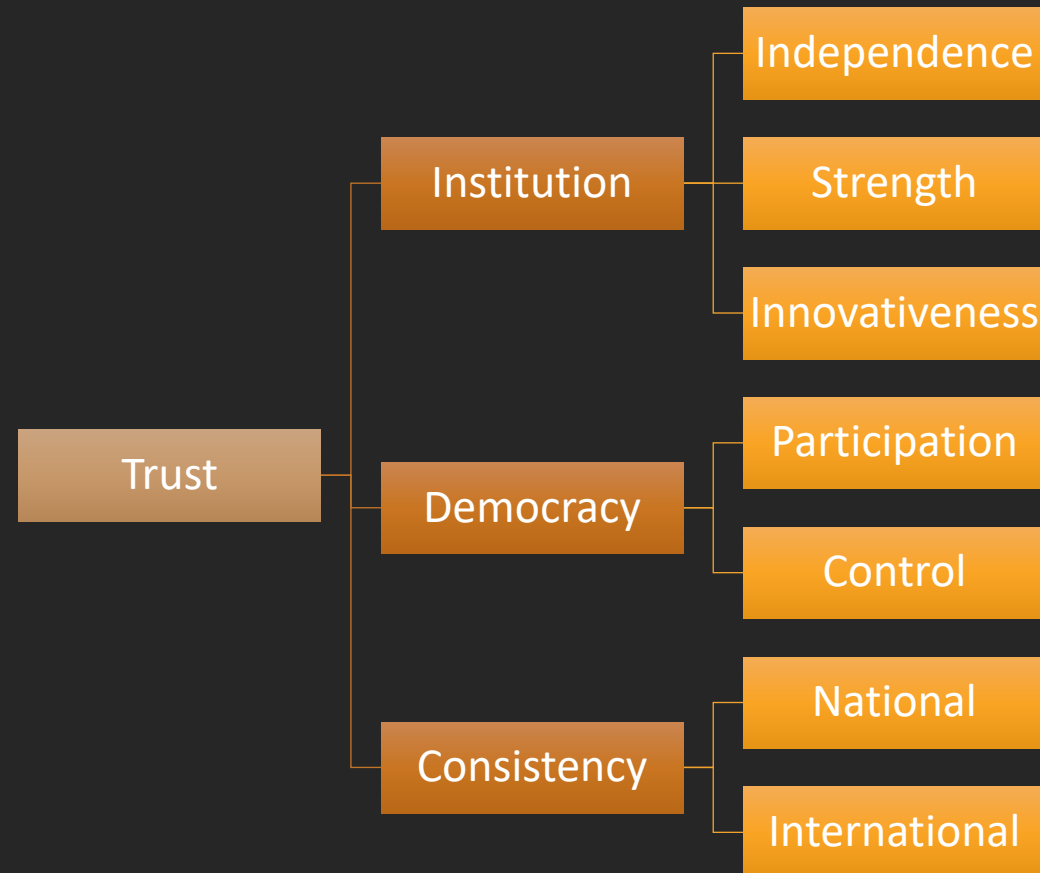 Trust
Institution
Independence
Strength
Innovativeness
Democracy
Participation
Control
Consistency
National
International